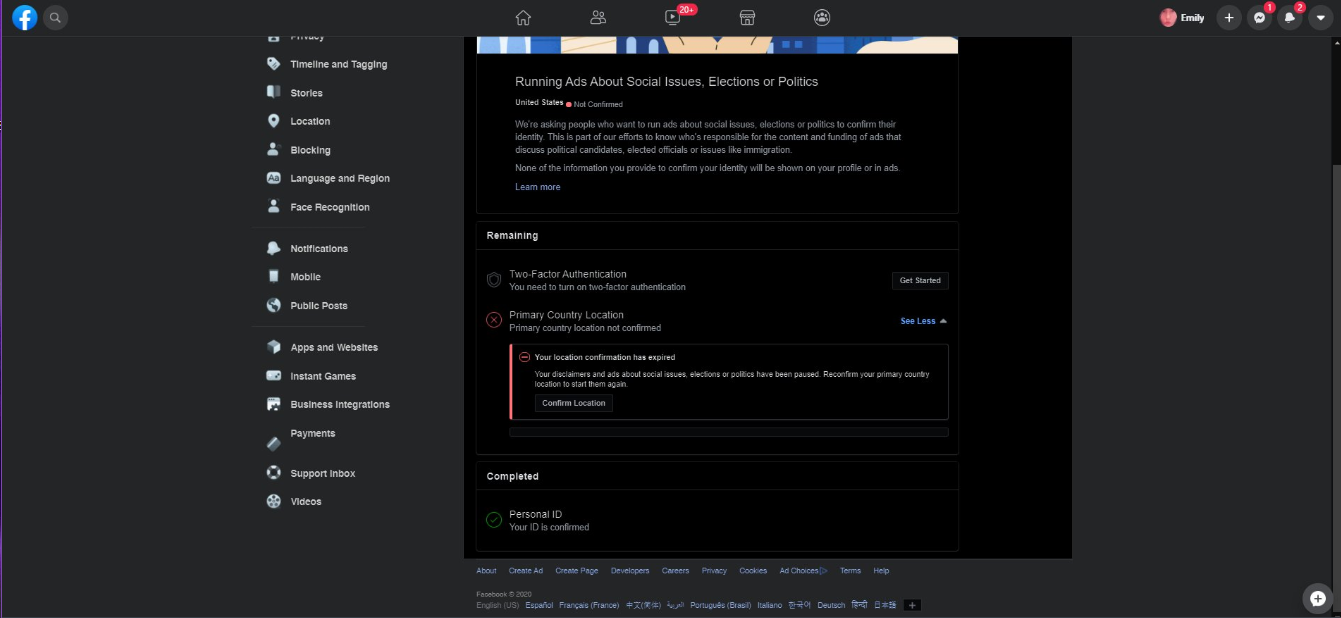 20+
Emily
1
2
Privacy
Timeline and Tagging
Stories
Location
Blocking
Language and Region
Face Recognition
Notifications
Mobile
Public Posts
Apps and Websites
Instant Games
Business Integrations
Payments
Support Inbox
Videos
Running Ads About Social Issues, Elections or Politics
United States Not Confirmed
We're asking people who want to run ads about social issues, elections or politics to confirm their
identity. This is part of our efforts to know who's responsible for the content and funding of ads that
discuss political candidates, elected officials or issues like immigration.
None of the information you provide to confirm your identity will be shown on your profile or in ads.
Learn more
Remaining
Two-Factor Authentication
You need to turn on two-factor authentication
Get Started
Primary Country Location
Primary country location not confirmed
See Less
Your location confirmation has expired
Your disclaimers and ads about social issues, elections or politics have been paused. Reconfirm your primary country
location to start them again.
Confirm Location
Completed
Personal ID
Your ID is confirmed
About Create Ad Create Page Developers Careers Privacy Cookies Ad Choices Terms Help
Facebook © 2020
English (US) Español Français (France) 中文(简体) العربية Português (Brasil) Italiano 한국어 Deutsch हिन्दी 日本語